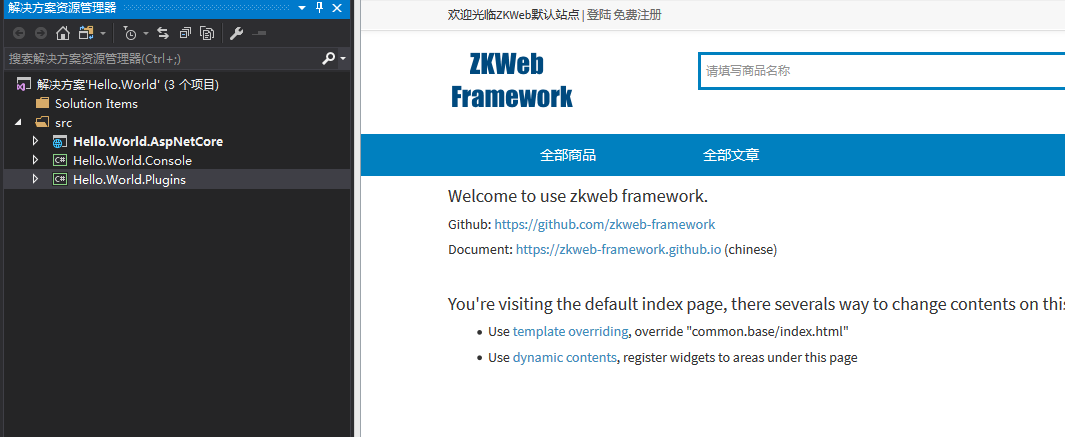 解决方案资源管理器
搜索解决方案资源管理器(Ctrl+;)
解决方案'Hello.World' (3 个项目)
Solution Items
src
Hello.World.AspNetCore
Hello.World.Console
Hello.World.Plugins
欢迎光临ZKWeb默认站点 | 登陆 免费注册
ZKWeb
Framework
请填写商品名称
全部商品 全部文章
Welcome to use zkweb framework.
Github: https://github.com/zkweb-framework
Document: https://zkweb-framework.github.io (chinese)
You're visiting the default index page, there severals way to change contents on this
Use template overriding, override "common.base/index.html"
Use dynamic contents, register widgets to areas under this page